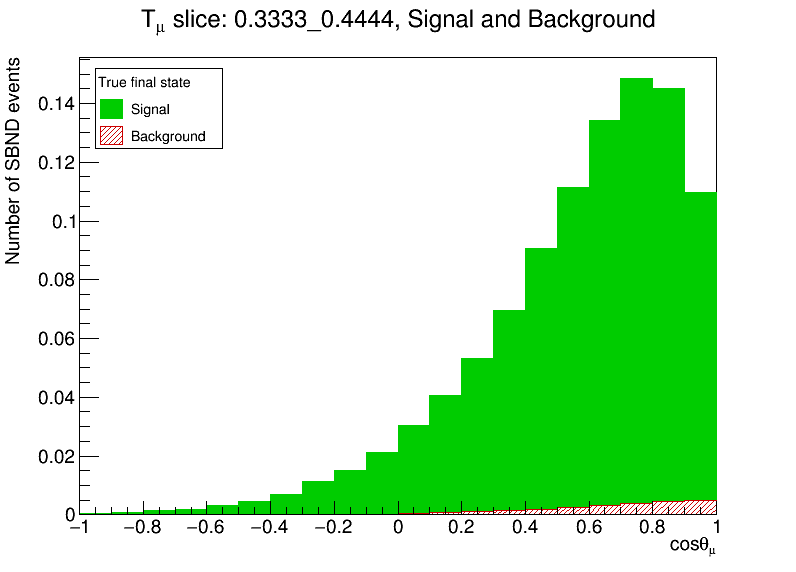 Tμ slice: 0.3333_0.4444, Signal and Background
Number of SBND events
True final state
Signal
Background
0.14
0.12
0.1
0.08
0.06
0.04
0.02
0
−1 −0.8 −0.6 −0.4 −0.2 0 0.2 0.4 0.6 0.8 1
cosθμ